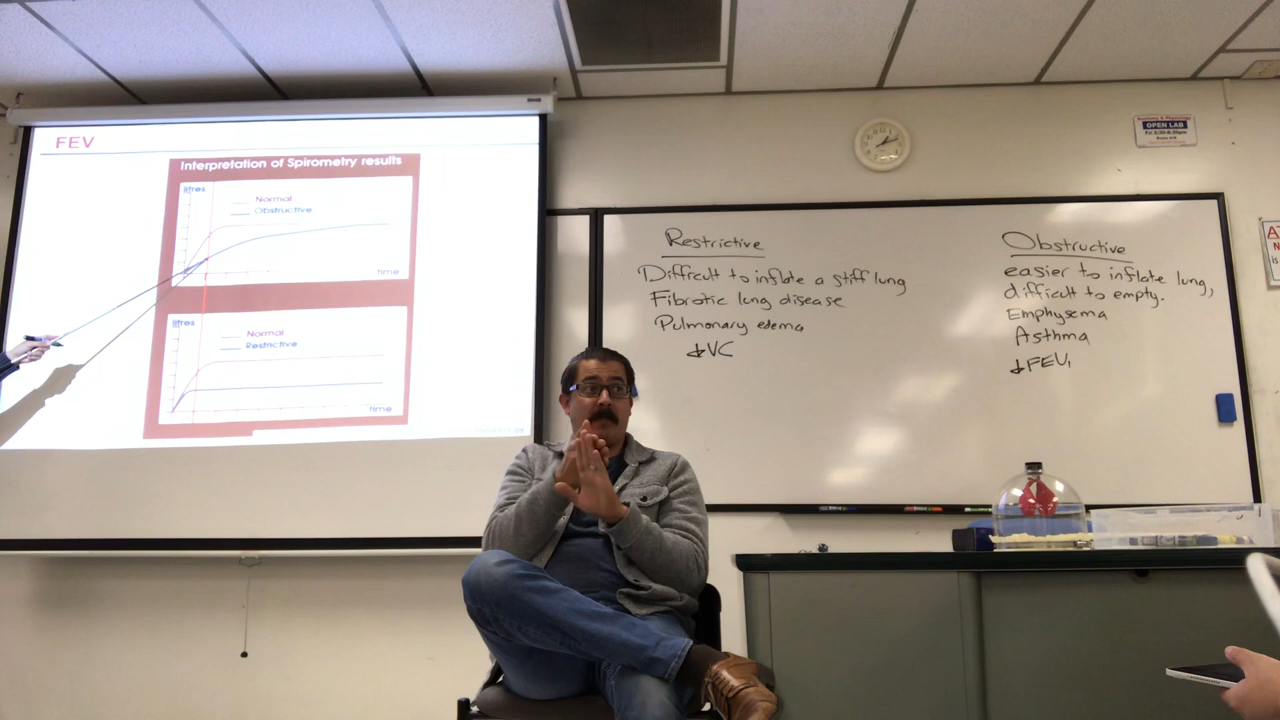 FEV
Interpretation of Spirometry results
litres
Normal
Obstructive
time
litres
Normal
Restrictive
time
Restrictive
Difficult to inflate a stiff lung
Fibrotic lung disease
Pulmonary edema
↓VC
Obstructive
easier to inflate lung,
difficult to empty.
Emphysema
Asthma
↓FEV₁
Anatomy & Physiology
OPEN LAB